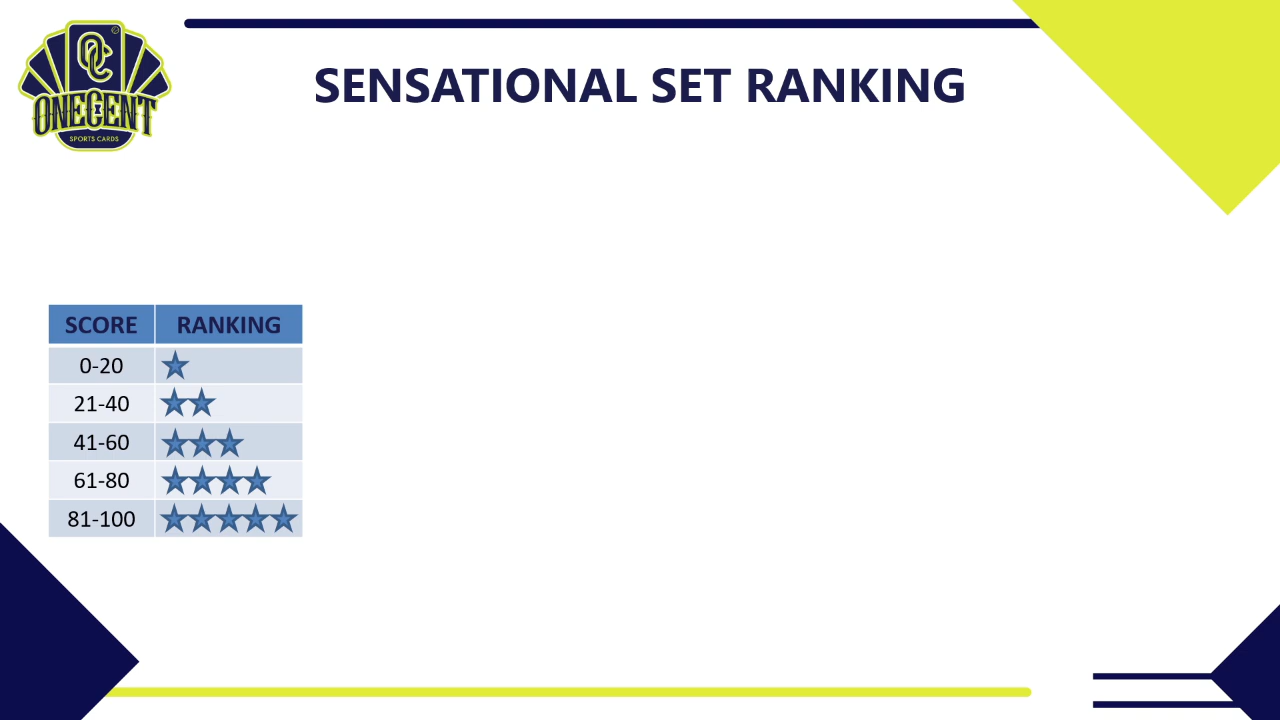 OC
ONECENT
SPORTS CARDS
SENSATIONAL SET RANKING
SCORE RANKING
0-20
21-40
41-60
61-80
81-100